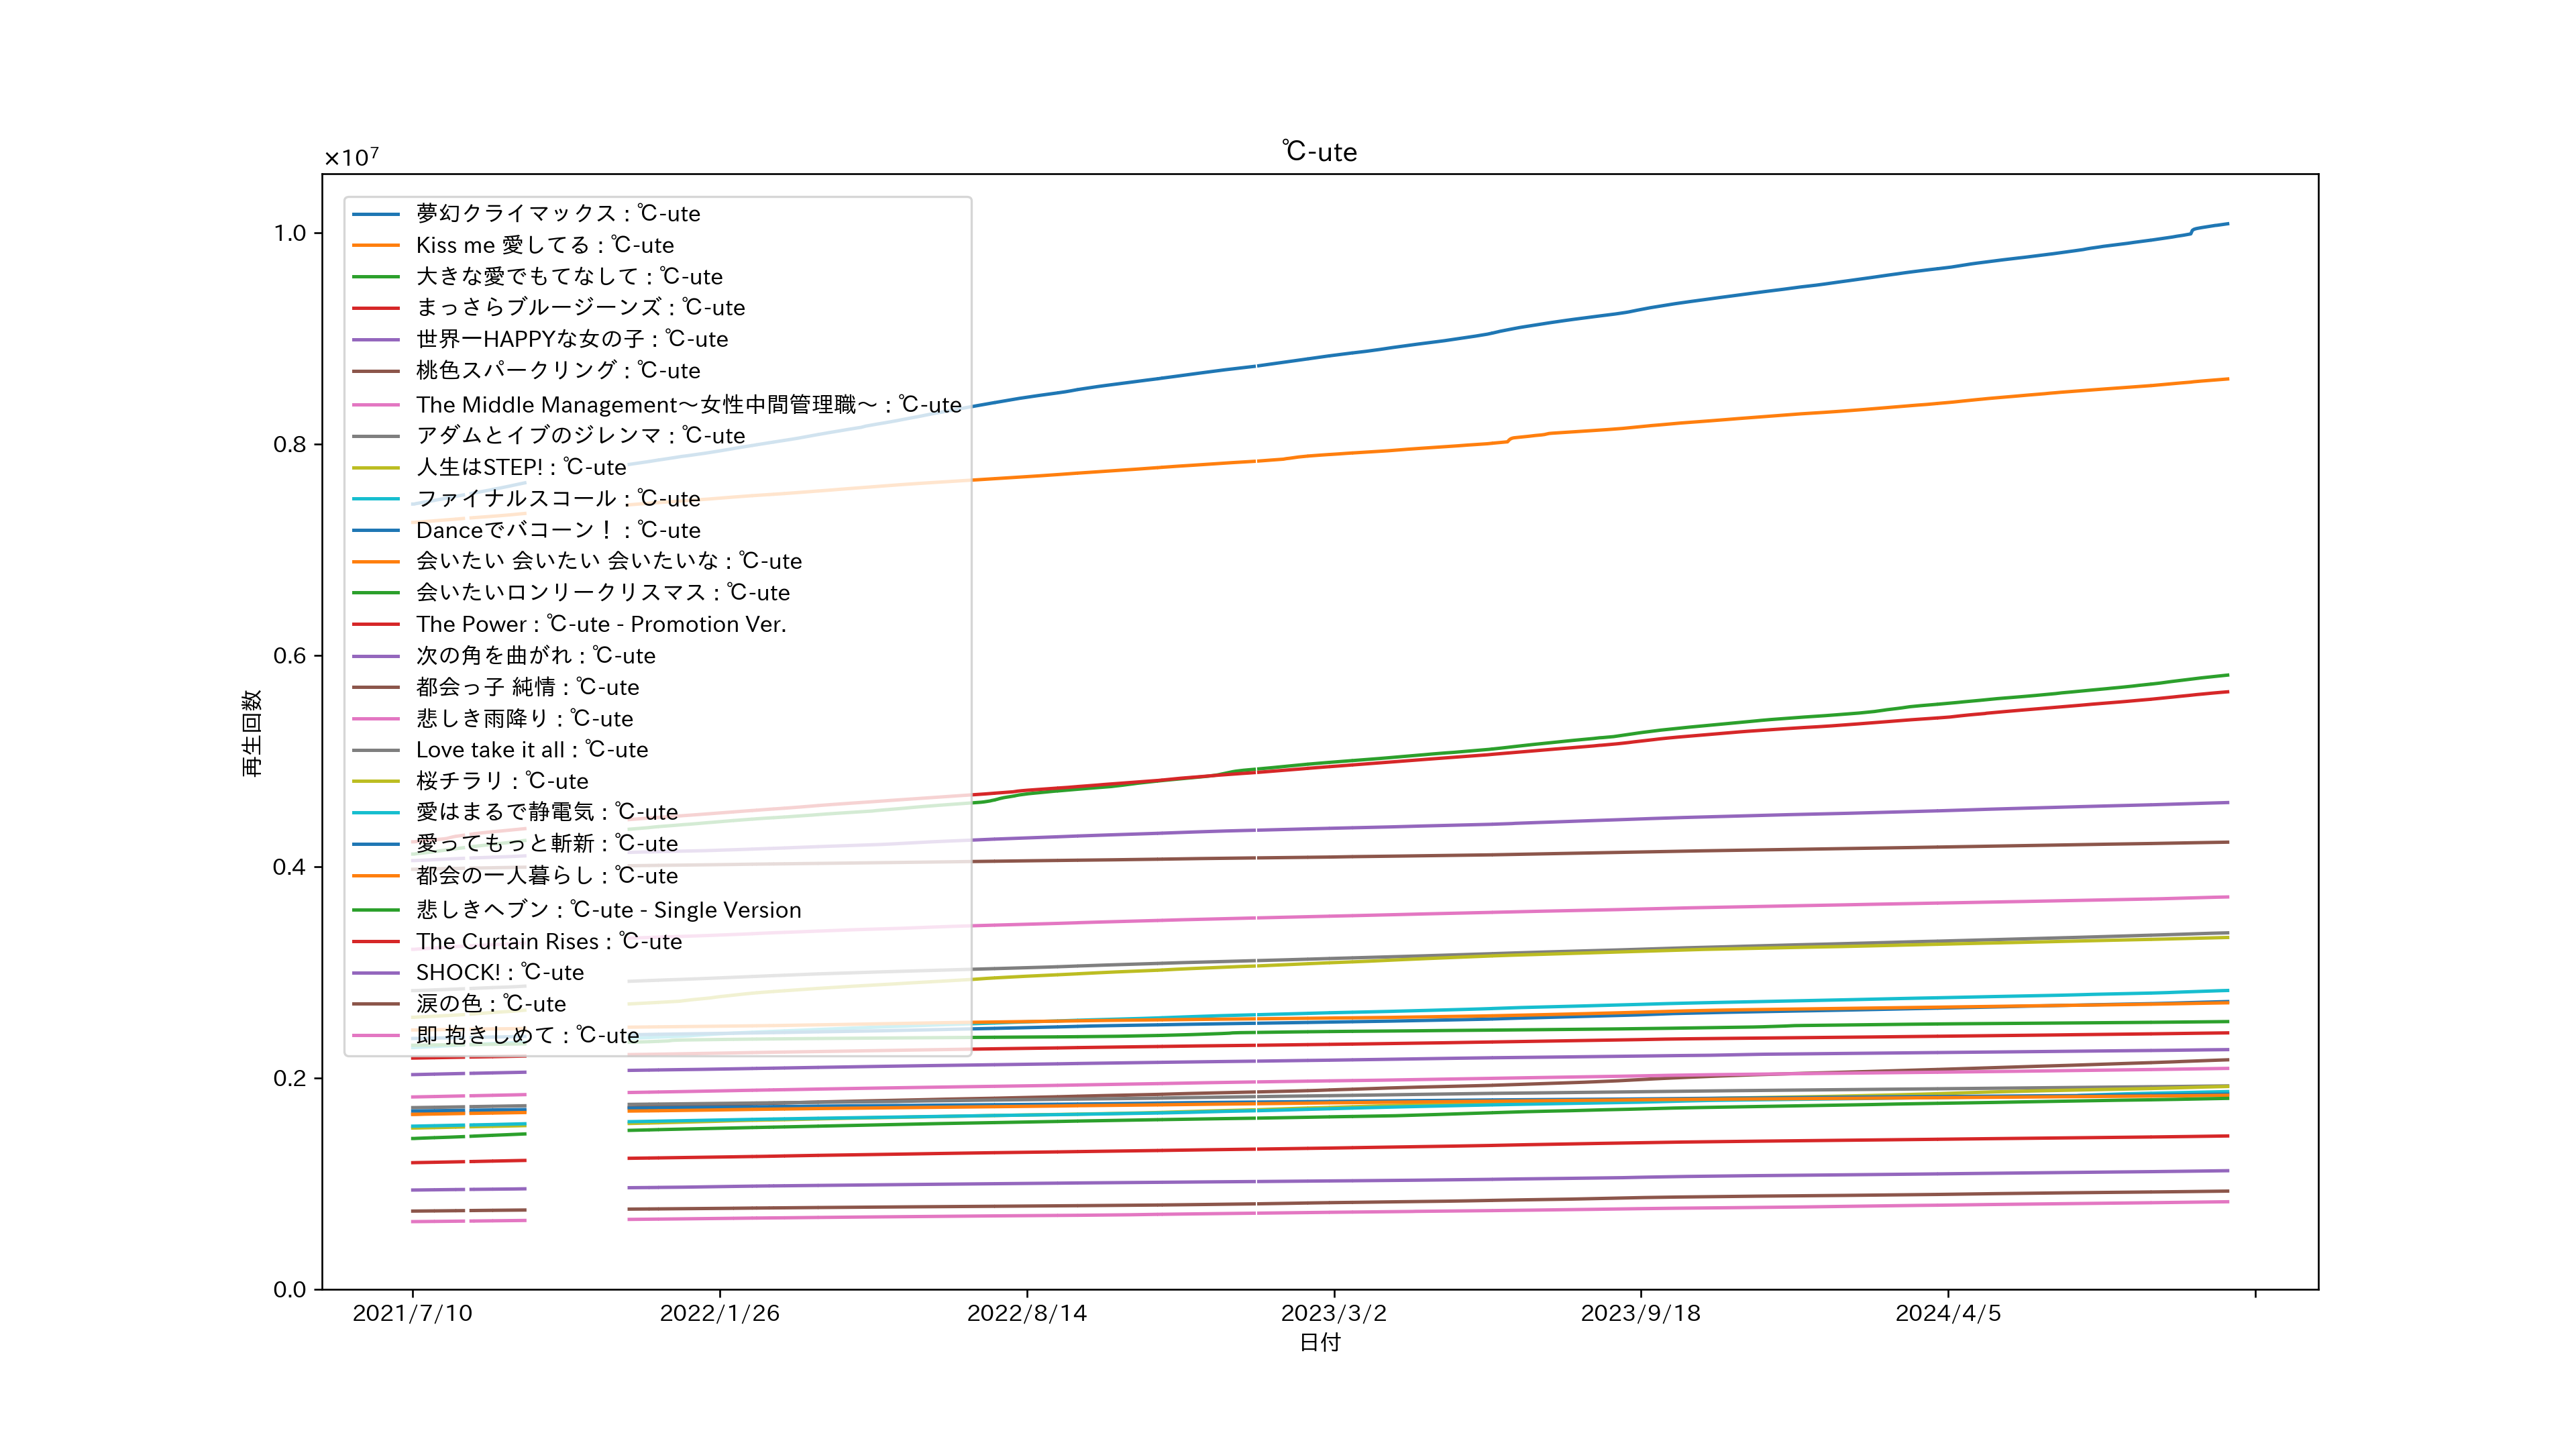 ℃-ute
×10⁷
1.0
0.8
0.6
0.4
0.2
0.0
再生回数
夢幻クライマックス : ℃-ute
Kiss me 愛してる : ℃-ute
大きな愛でもてなして : ℃-ute
まっさらブルージーンズ : ℃-ute
世界一HAPPYな女の子 : ℃-ute
桃色スパークリング : ℃-ute
The Middle Management〜女性中間管理職〜 : ℃-ute
アダムとイブのジレンマ : ℃-ute
人生はSTEP! : ℃-ute
ファイナルスコール : ℃-ute
Danceでバコーン！ : ℃-ute
会いたい 会いたい 会いたいな : ℃-ute
会いたいロンリークリスマス : ℃-ute
The Power : ℃-ute - Promotion Ver.
次の角を曲がれ : ℃-ute
都会っ子 純情 : ℃-ute
悲しき雨降り : ℃-ute
Love take it all : ℃-ute
桜チラリ : ℃-ute
愛はまるで静電気 : ℃-ute
愛ってもっと斬新 : ℃-ute
都会の一人暮らし : ℃-ute
悲しきヘブン : ℃-ute - Single Version
The Curtain Rises : ℃-ute
SHOCK! : ℃-ute
涙の色 : ℃-ute
即 抱きしめて : ℃-ute
2021/7/10
2022/1/26
2022/8/14
2023/3/2
2023/9/18
2024/4/5
日付